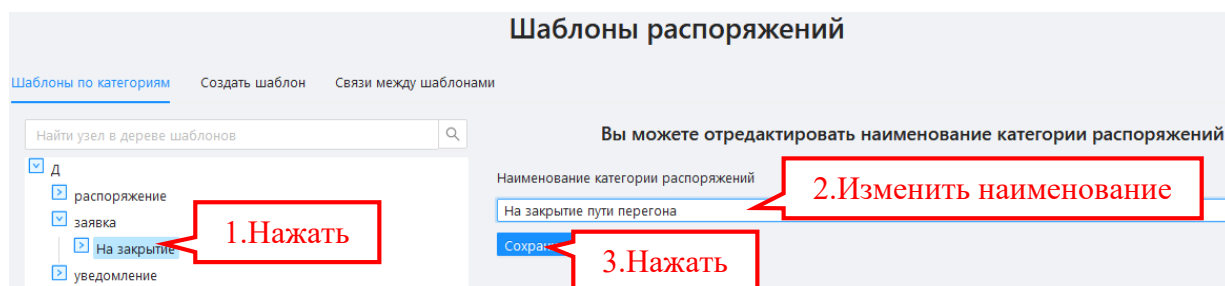 Шаблоны распоряжений
Шаблоны по категориям Создать шаблон Связи между шаблонами
Найти узел в дереве шаблонов
Вы можете отредактировать наименование категории распоряжений
Д
распоряжение
заявка
На закрытие
уведомление
1.Нажать
Наименование категории распоряжений
2.Изменить наименование
На закрытие пути перегона
3.Нажать